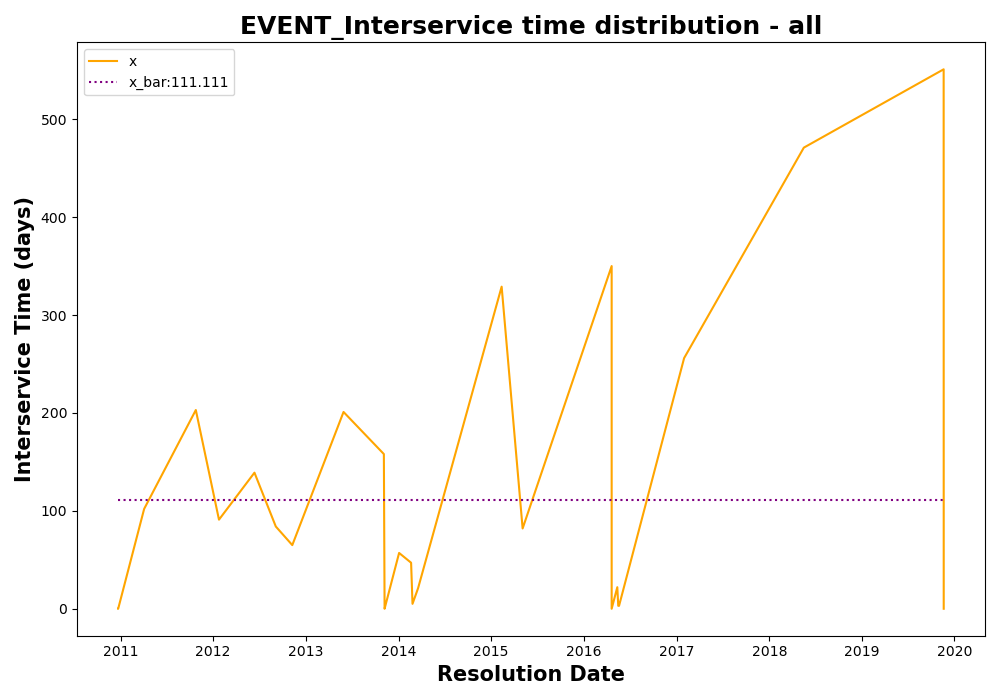 EVENT_Interservice time distribution - all
x
x_bar:111.111
Interservice Time (days)
500
400
300
200
100
0
2011 2012 2013 2014 2015 2016 2017 2018 2019 2020
Resolution Date